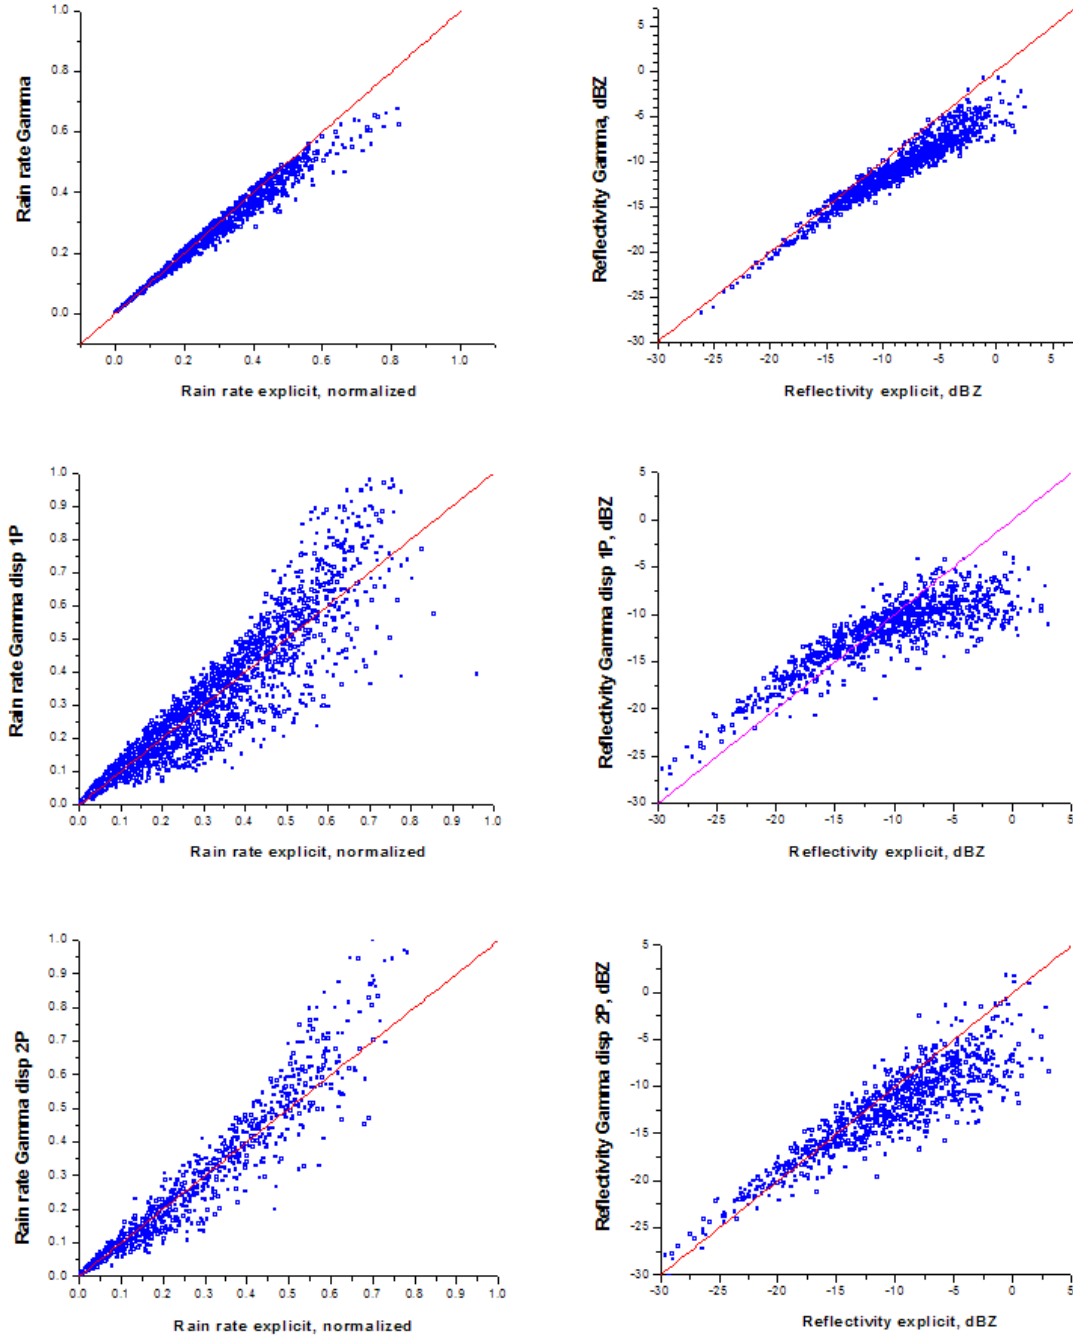 Rain rate Gamma
1.0
0.8
0.6
0.4
0.2
0.0
0.0 0.2 0.4 0.6 0.8 1.0
Rain rate explicit, normalized
Reflectivity Gamma, dBZ
5
0
-5
-10
-15
-20
-25
-30
-30 -25 -20 -15 -10 -5 0 5
Reflectivity explicit, dBZ
Rain rate Gamma disp 1P
1.0
0.9
0.8
0.7
0.6
0.5
0.4
0.3
0.2
0.1
0.0
0.0 0.1 0.2 0.3 0.4 0.5 0.6 0.7 0.8 0.9 1.0
Rain rate explicit, normalized
Reflectivity Gamma disp 1P, dBZ
5
0
-5
-10
-15
-20
-25
-30
-30 -25 -20 -15 -10 -5 0 5
Reflectivity explicit, dBZ
Rain rate Gamma disp 2P
1.0
0.9
0.8
0.7
0.6
0.5
0.4
0.3
0.2
0.1
0.0
0.0 0.1 0.2 0.3 0.4 0.5 0.6 0.7 0.8 0.9 1.0
Rain rate explicit, normalized
Reflectivity Gamma disp 2P, dBZ
5
0
-5
-10
-15
-20
-25
-30
-30 -25 -20 -15 -10 -5 0 5
Reflectivity explicit, dBZ